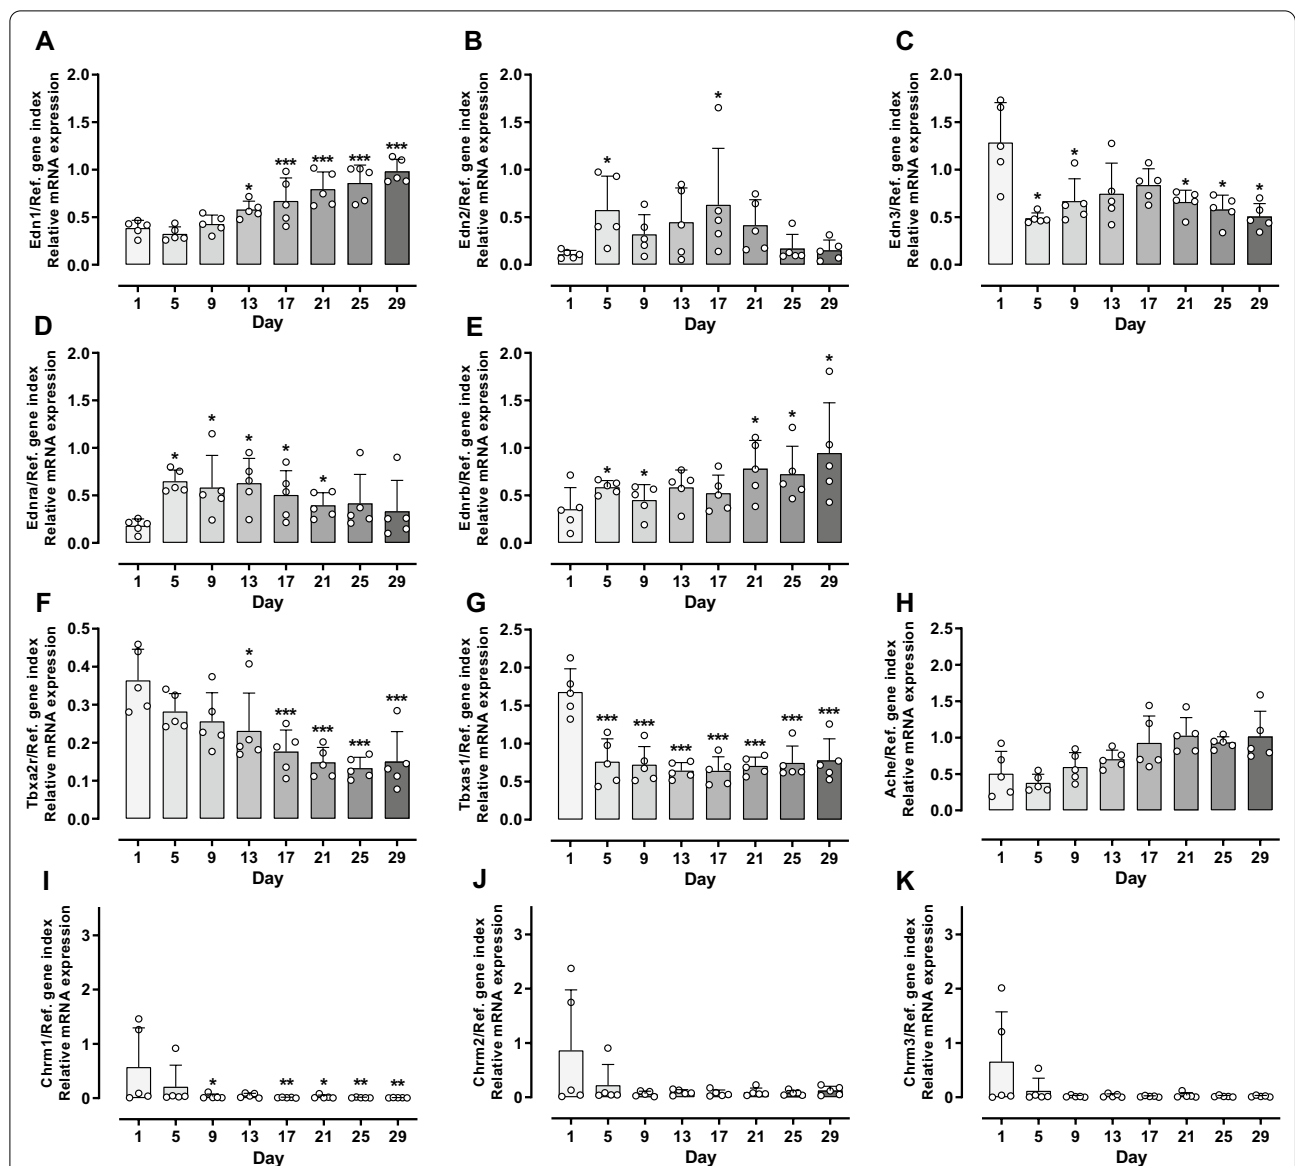 A
Edn1/Ref. gene index
Relative mRNA expression
2.0
1.5
1.0
0.5
0.0
* *** *** *** ***
1 5 9 13 17 21 25 29
Day
B
Edn2/Ref. gene index
Relative mRNA expression
2.0
1.5
1.0
0.5
0.0
* *
1 5 9 13 17 21 25 29
Day
C
Edn3/Ref. gene index
Relative mRNA expression
2.0
1.5
1.0
0.5
0.0
* * * * *
1 5 9 13 17 21 25 29
Day
D
Ednra/Ref. gene index
Relative mRNA expression
2.0
1.5
1.0
0.5
0.0
* * * * *
1 5 9 13 17 21 25 29
Day
E
Ednrb/Ref. gene index
Relative mRNA expression
2.0
1.5
1.0
0.5
0.0
* * * * *
1 5 9 13 17 21 25 29
Day
F
Tbxa2r/Ref. gene index
Relative mRNA expression
0.5
0.4
0.3
0.2
0.1
0.0
* *** *** *** ***
1 5 9 13 17 21 25 29
Day
G
Tbxas1/Ref. gene index
Relative mRNA expression
2.5
2.0
1.5
1.0
0.5
0.0
*** *** *** *** *** *** ***
1 5 9 13 17 21 25 29
Day
H
Ache/Ref. gene index
Relative mRNA expression
2.5
2.0
1.5
1.0
0.5
0.0
1 5 9 13 17 21 25 29
Day
I
Chrm1/Ref. gene index
Relative mRNA expression
3
2
1
0
* ** * ** **
1 5 9 13 17 21 25 29
Day
J
Chrm2/Ref. gene index
Relative mRNA expression
3
2
1
0
1 5 9 13 17 21 25 29
Day
K
Chrm3/Ref. gene index
Relative mRNA expression
3
2
1
0
1 5 9 13 17 21 25 29
Day